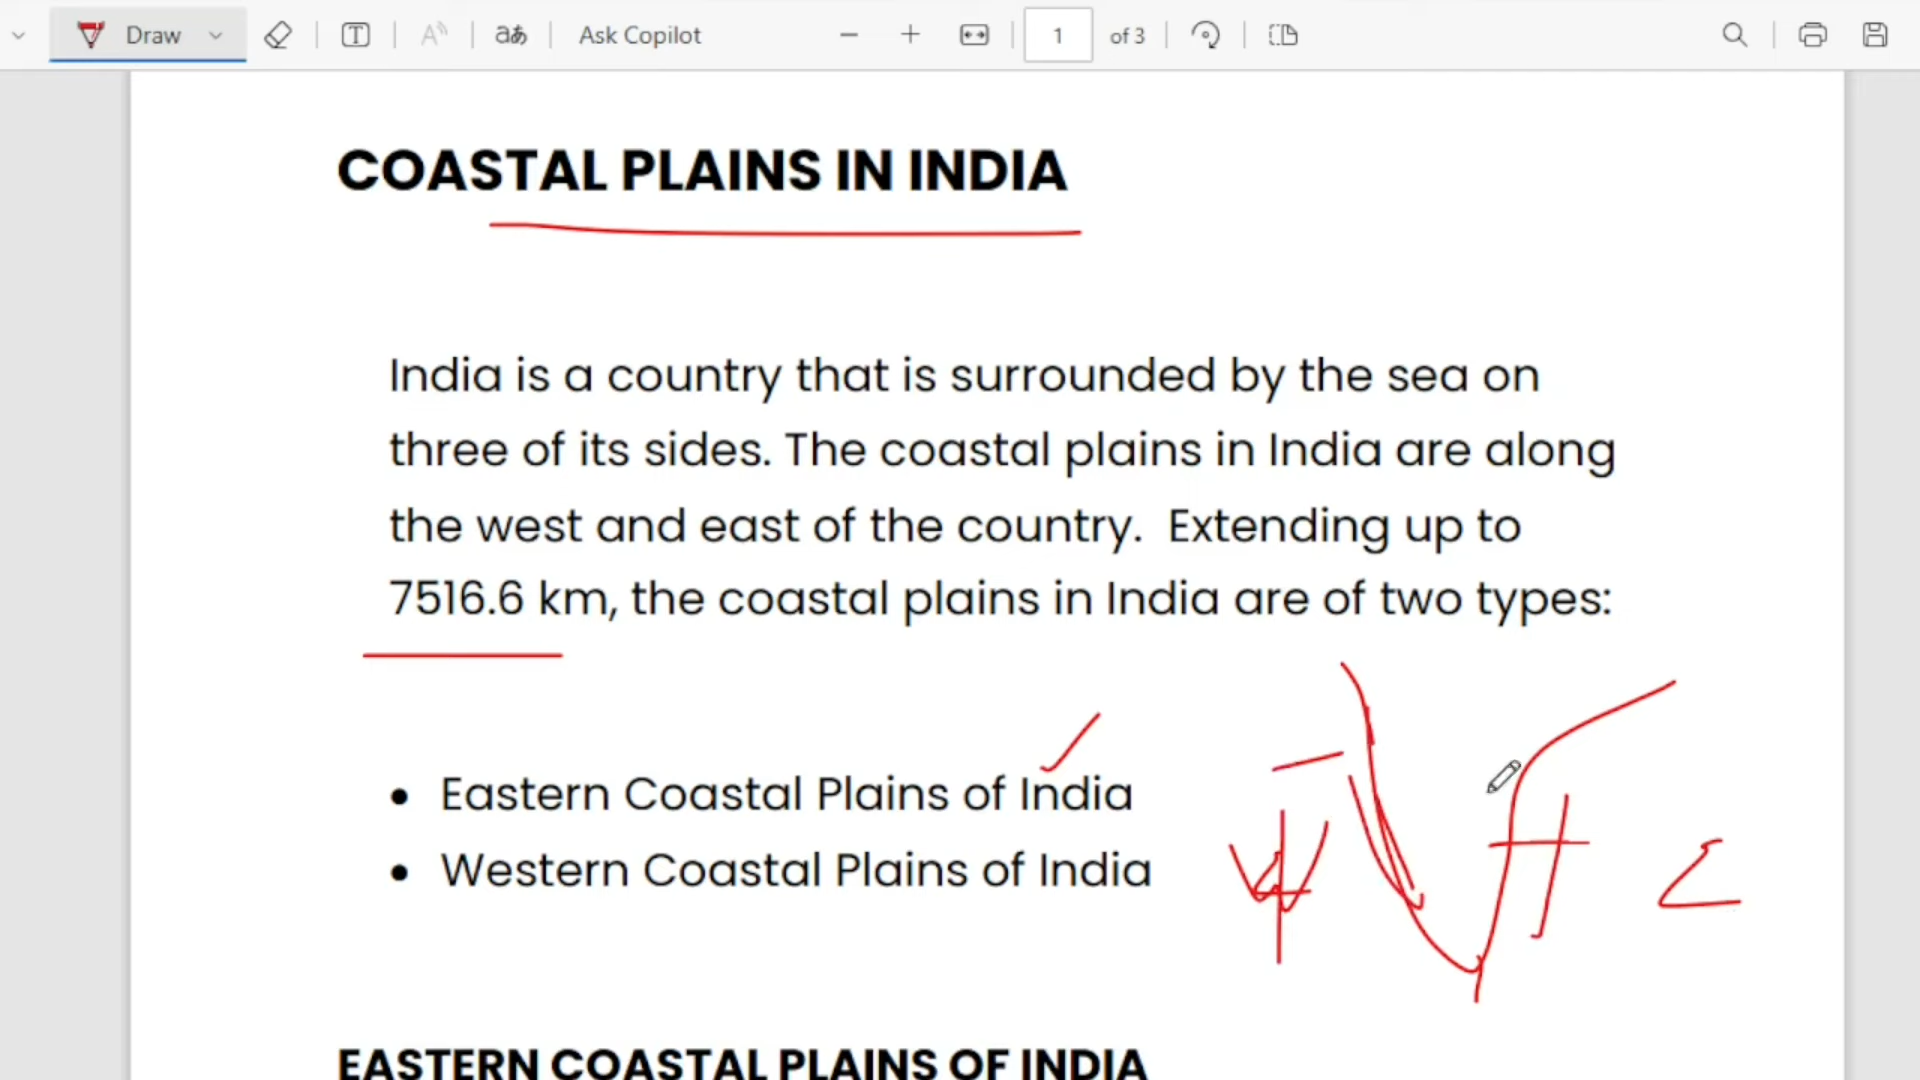 Draw
T
A
aあ
Ask Copilot
1
of 3
COASTAL PLAINS IN INDIA
India is a country that is surrounded by the sea on
three of its sides. The coastal plains in India are along
the west and east of the country. Extending up to
7516.6 km, the coastal plains in India are of two types:
• Eastern Coastal Plains of India
• Western Coastal Plains of India
EASTERN COASTAL PLAINS OF INDIA